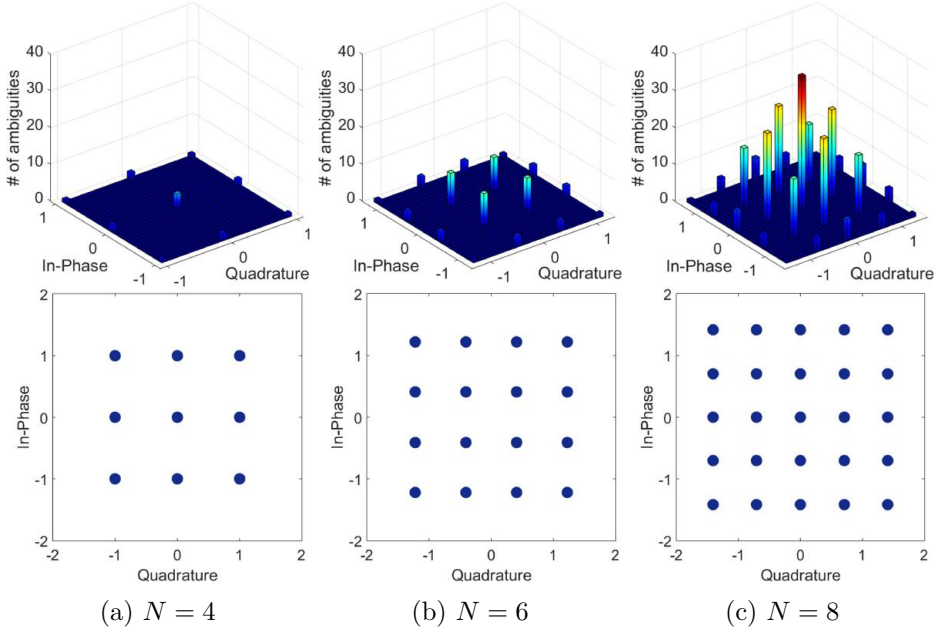 # of ambiguities
40
30
20
10
0
1
0
-1
In-Phase
-1
0
1
Quadrature
# of ambiguities
40
30
20
10
0
1
0
-1
In-Phase
-1
0
1
Quadrature
# of ambiguities
40
30
20
10
0
1
0
-1
In-Phase
-1
0
1
Quadrature
In-Phase
2
1
0
-1
-2
-2 -1 0 1 2
Quadrature
In-Phase
2
1
0
-1
-2
-2 -1 0 1 2
Quadrature
In-Phase
2
1
0
-1
-2
-2 -1 0 1 2
Quadrature
(a) N = 4
(b) N = 6
(c) N = 8